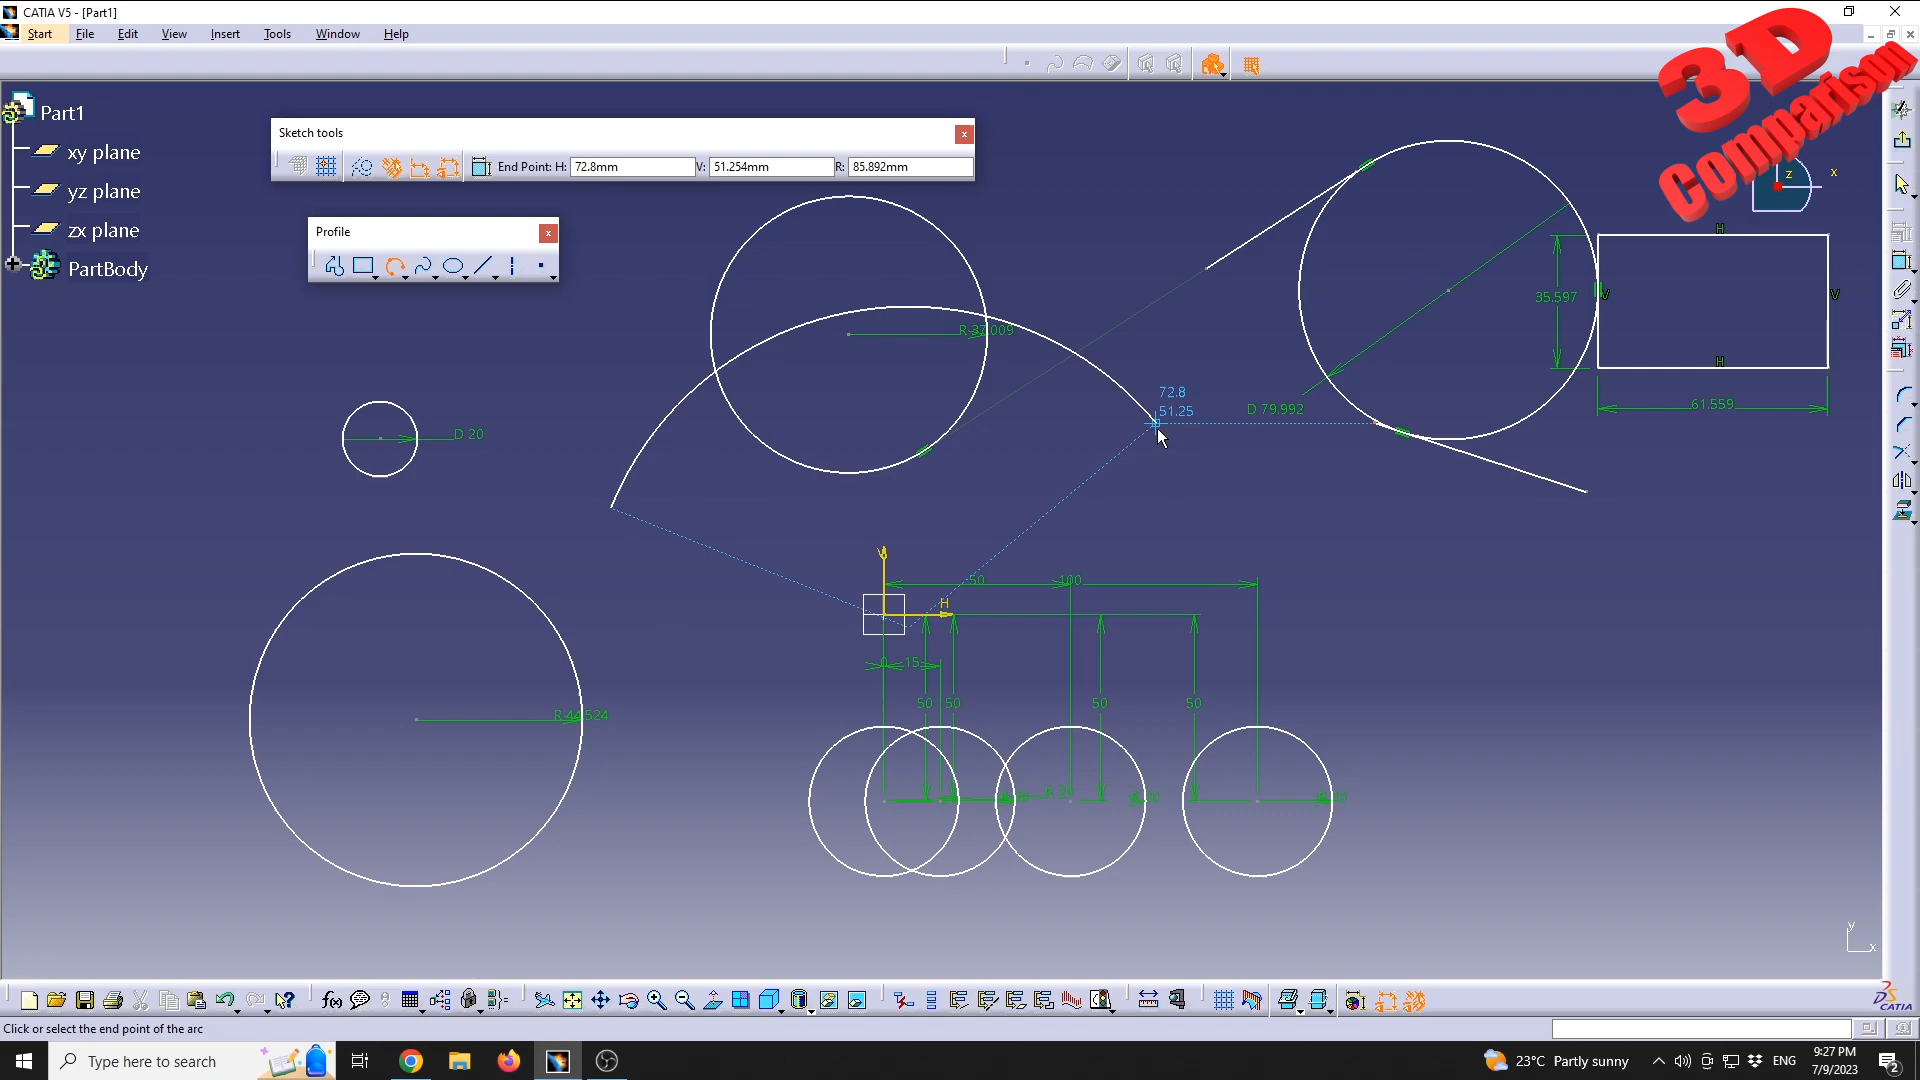 CATIA V5 - [Part1]
Start File Edit View Insert Tools Window Help
3D
Comparison
Part1
xy plane
yz plane
zx plane
PartBody
Sketch tools
End Point: H: 72.8mm V: 51.254mm R: 85.892mm
Profile
z x
H
35.597 V V
H
61.559
R 37.009
72.8
51.25
D 79.992
D 20
V
H
50 100
0 15
50 50 50 50
R 44.524
R 20
f(x)
y
x
CATIA
Click or select the end point of the arc
Type here to search
23°C Partly sunny
ENG
9:27 PM
7/9/2023
2